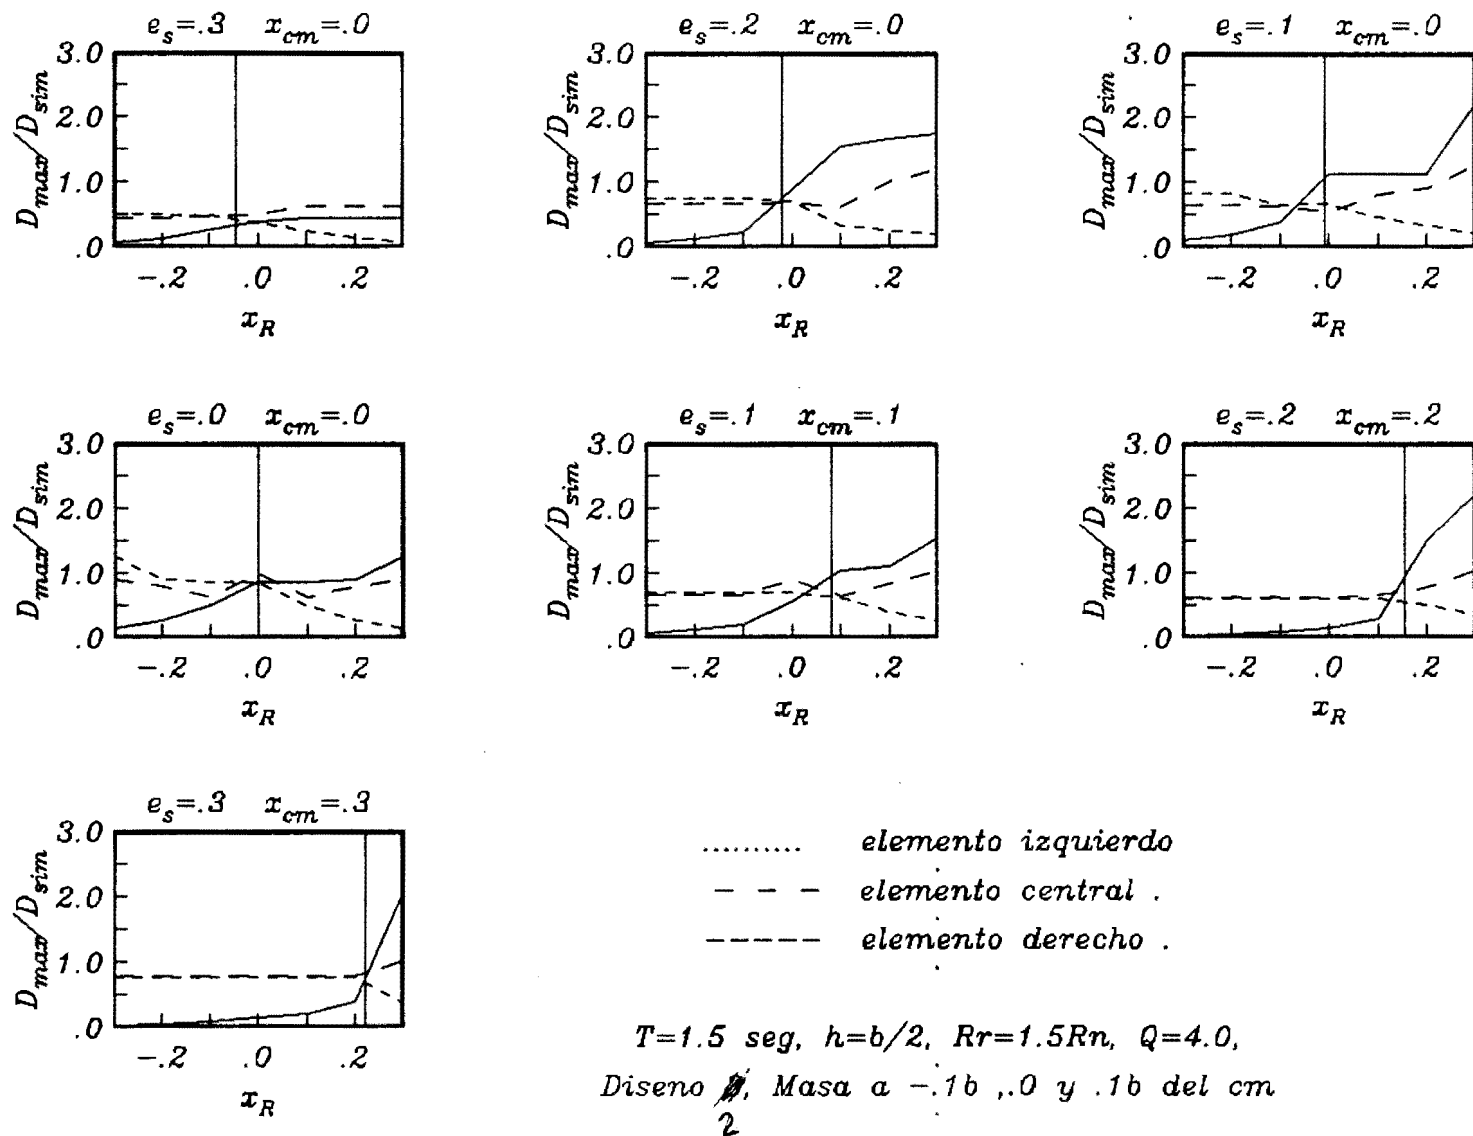 e_s=.3 x_cm=.0
3.0
2.0
1.0
.0
D_max/D_sim
-.2 .0 .2
x_R
e_s=.2 x_cm=.0
3.0
2.0
1.0
.0
D_max/D_sim
-.2 .0 .2
x_R
e_s=.1 x_cm=.0
3.0
2.0
1.0
.0
D_max/D_sim
-.2 .0 .2
x_R
e_s=.0 x_cm=.0
3.0
2.0
1.0
.0
D_max/D_sim
-.2 .0 .2
x_R
e_s=.1 x_cm=.1
3.0
2.0
1.0
.0
D_max/D_sim
-.2 .0 .2
x_R
e_s=.2 x_cm=.2
3.0
2.0
1.0
.0
D_max/D_sim
-.2 .0 .2
x_R
e_s=.3 x_cm=.3
3.0
2.0
1.0
.0
D_max/D_sim
-.2 .0 .2
x_R
elemento izquierdo
elemento central .
elemento derecho .
T=1.5 seg, h=b/2, Rr=1.5Rn, Q=4.0,
Diseno , Masa a -.1b ,.0 y .1b del cm
2